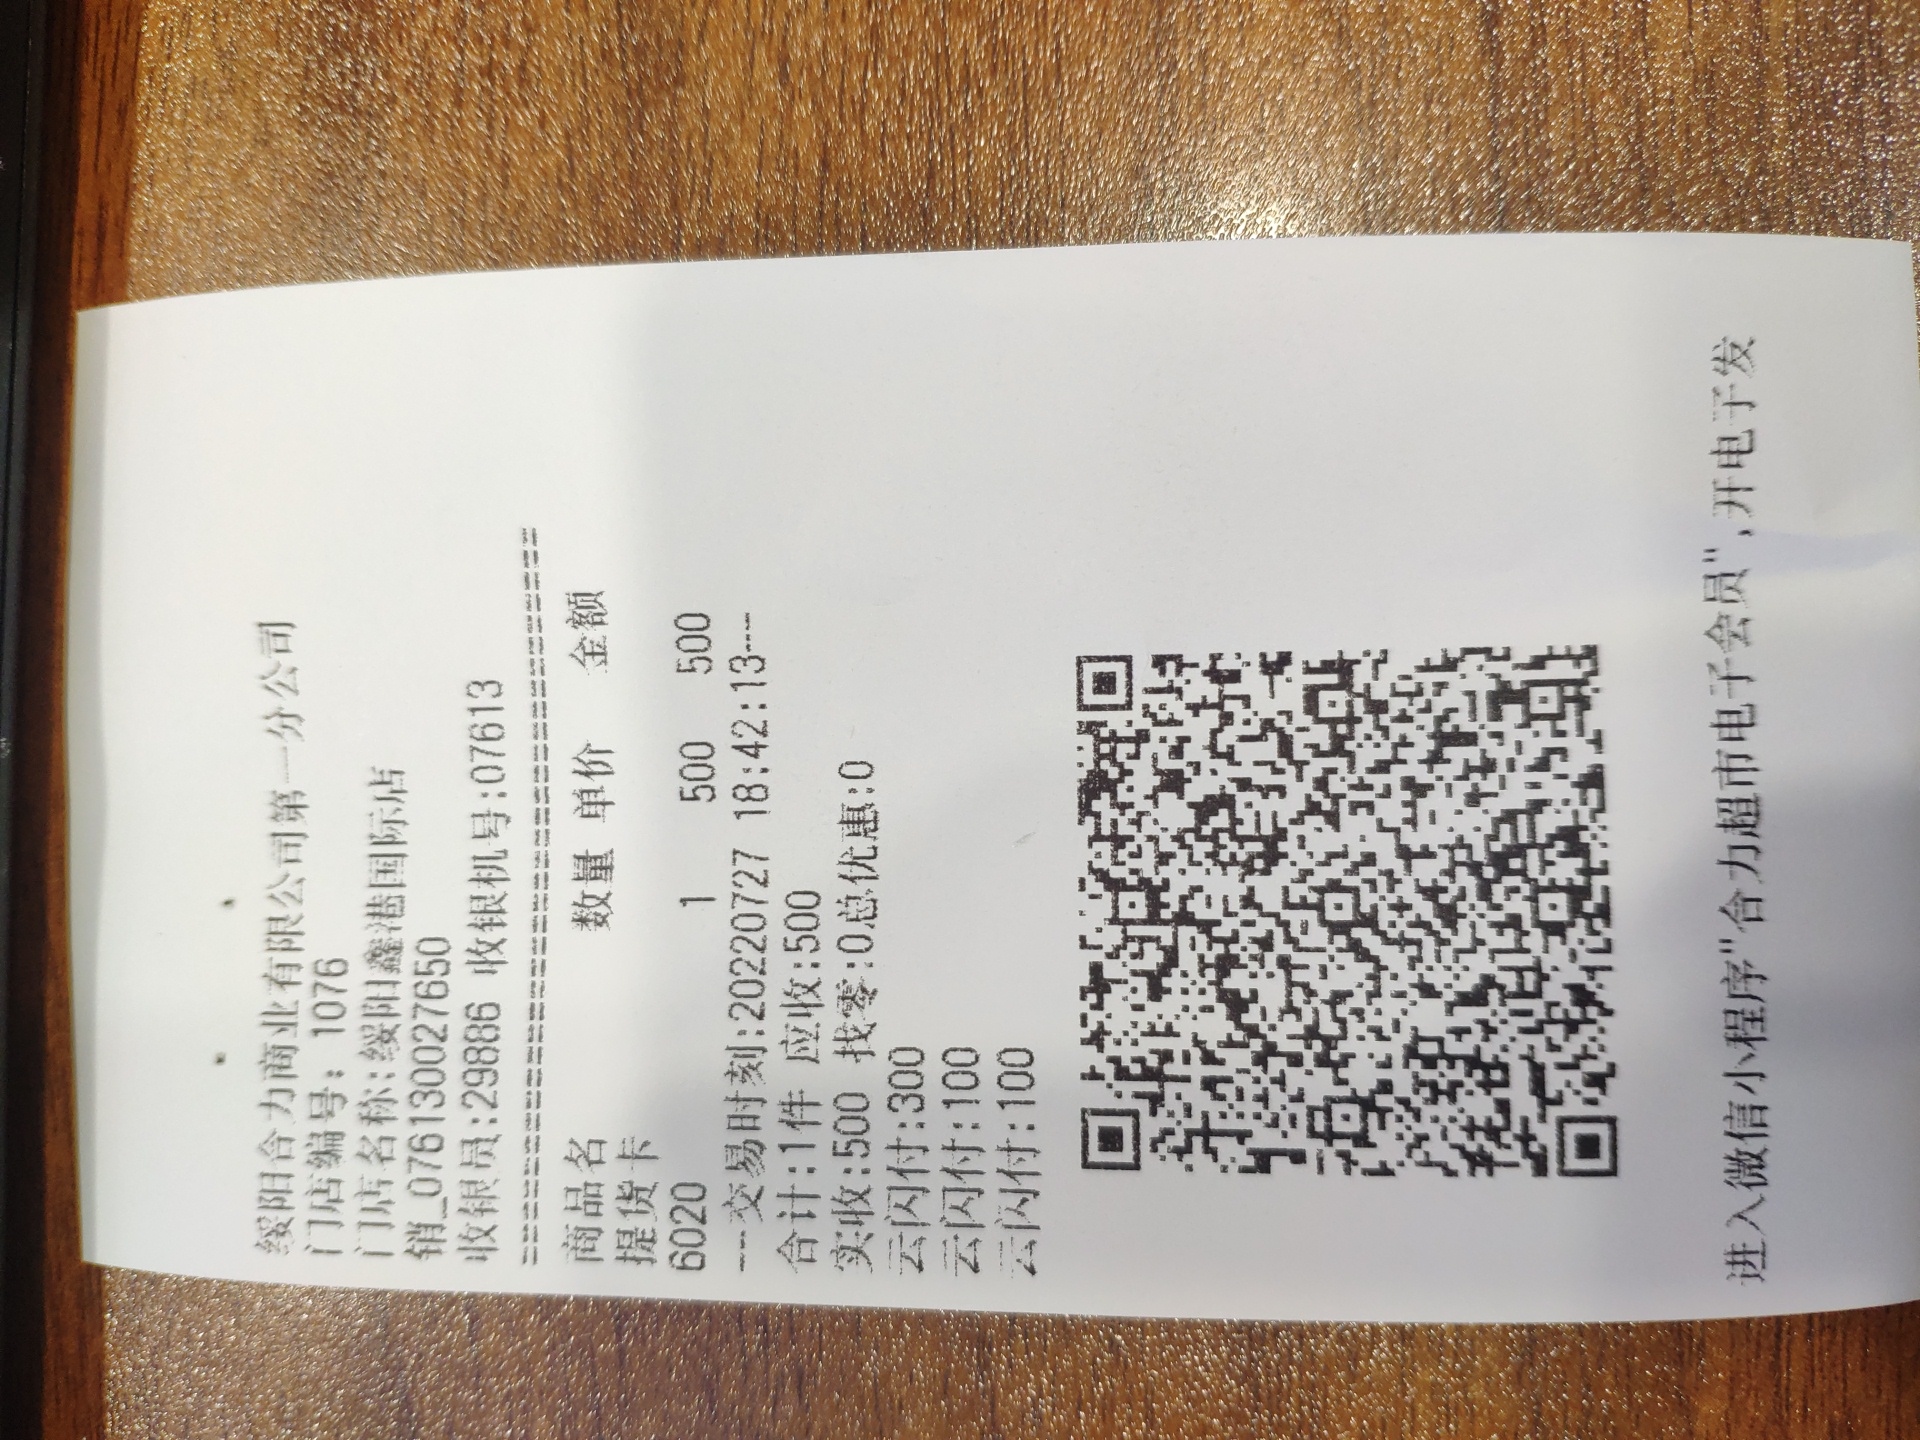 绥阳合力商业有限公司第一分公司
门店编号: 1076
门店名称:绥阳鑫港国际店
销_0761300027650
收银员:29886 收银机号:07613
========================================
商品名 数量 单价 金额
提货卡
6020 1 500 500
---交易时刻:20220727 18:42:13---
合计:1件 应收:500
实收:500 找零:0总优惠:0
云闪付:300
云闪付:100
云闪付:100
进入微信小程序"合力超市电子会员",开电子发